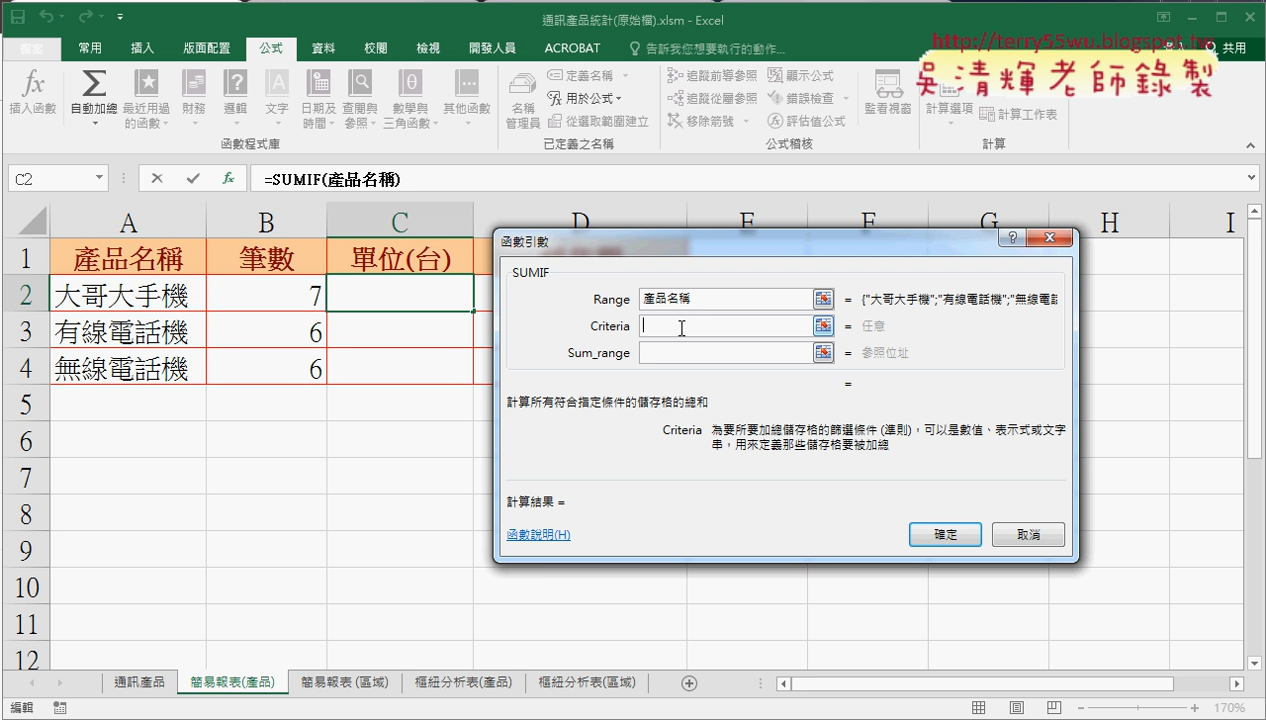 通訊產品統計(原始檔).xlsm - Excel
http://terry55wu.blogspot.tw
吳清輝老師錄製
檔案 常用 插入 版面配置 公式 資料 校閱 檢視 開發人員 ACROBAT 告訴我您想要執行的動作... 登入 共用
插入函數 自動加總 最近用過的函數 財務 邏輯 文字 日期及時間 查閱與參照 數學與三角函數 其他函數
名稱管理員 定義名稱 用於公式 從選取範圍建立
追蹤前導參照 追蹤從屬參照 移除箭號 顯示公式 錯誤檢查 評估值公式 監看視窗
計算選項 計算工作表
函數程式庫 已定義之名稱 公式稽核 計算
C2 fx =SUMIF(產品名稱)
A B C D E F G H I
1 產品名稱 筆數 單位(台)
2 大哥大手機 7
3 有線電話機 6
4 無線電話機 6
5
6
7
8
9
10
11
12
函數引數
SUMIF
Range 產品名稱 = {"大哥大手機";"有線電話機";"無線電話
Criteria = 任意
Sum_range = 參照位址
=
計算所有符合指定條件的儲存格的總和
Criteria 為要所要加總儲存格的篩選條件 (準則)，可以是數值、表示式或文字
串，用來定義那些儲存格要被加總
計算結果 =
函數說明(H) 確定 取消
通訊產品 簡易報表(產品) 簡易報表 (區域) 樞紐分析表(產品) 樞紐分析表(區域)
編輯 170%